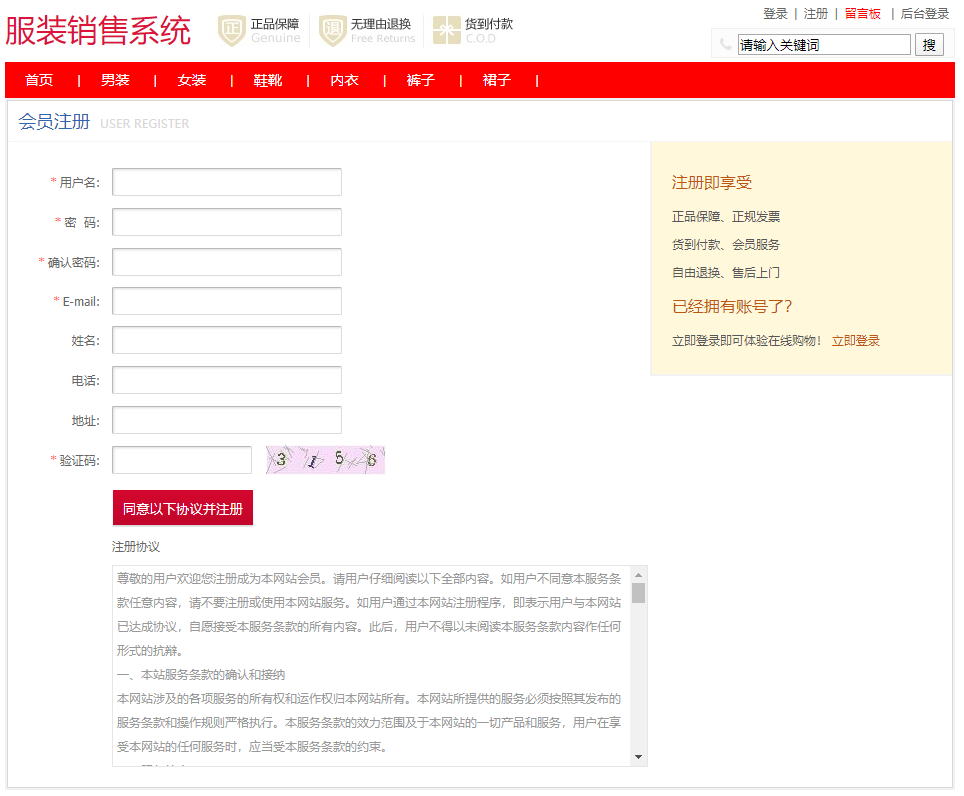 服装销售系统
正品保障
Genuine
无理由退换
Free Returns
货到付款
C.O.D
登录 | 注册 | 留言板 | 后台登录
请输入关键词 搜
首页 | 男装 | 女装 | 鞋靴 | 内衣 | 裤子 | 裙子 |
会员注册 USER REGISTER
* 用户名:
* 密 码:
* 确认密码:
* E-mail:
姓名:
电话:
地址:
* 验证码: 3 1 5 6
同意以下协议并注册
注册协议
尊敬的用户欢迎您注册成为本网站会员。请用户仔细阅读以下全部内容。如用户不同意本服务条
款任意内容，请不要注册或使用本网站服务。如用户通过本网站注册程序，即表示用户与本网站
已达成协议，自愿接受本服务条款的所有内容。此后，用户不得以未阅读本服务条款内容作任何
形式的抗辩。
一、本站服务条款的确认和接纳
本网站涉及的各项服务的所有权和运作权归本网站所有。本网站所提供的服务必须按照其发布的
服务条款和操作规则严格执行。本服务条款的效力范围及于本网站的一切产品和服务，用户在享
受本网站的任何服务时，应当受本服务条款的约束。
注册即享受
正品保障、正规发票
货到付款、会员服务
自由退换、售后上门
已经拥有账号了?
立即登录即可体验在线购物! 立即登录